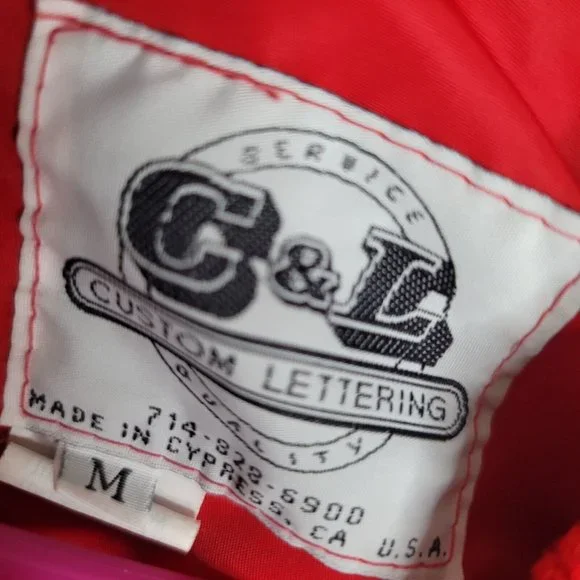 SERVICE
C&L
CUSTOM LETTERING
QUALITY
714-828-6900
MADE IN CYPRESS, CA U.S.A.
M